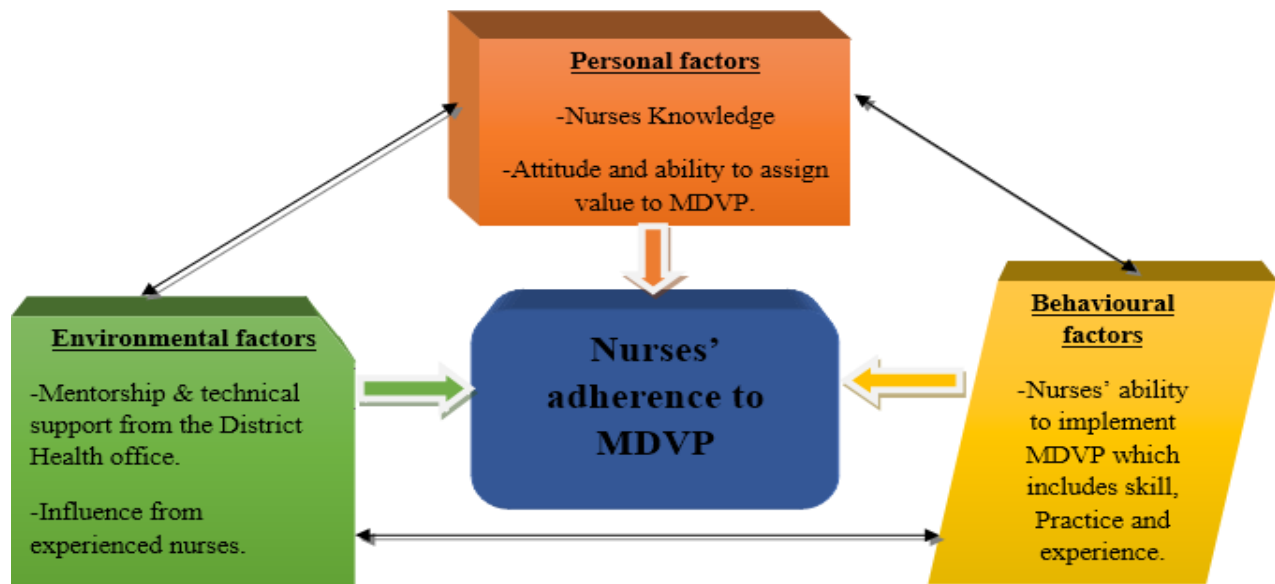 Personal factors
-Nurses Knowledge
-Attitude and ability to assign
value to MDVP.
Environmental factors
-Mentorship & technical
support from the District
Health office.
-Influence from
experienced nurses.
Nurses’
adherence to
MDVP
Behavioural
factors
-Nurses’ ability
to implement
MDVP which
includes skill,
Practice and
experience.